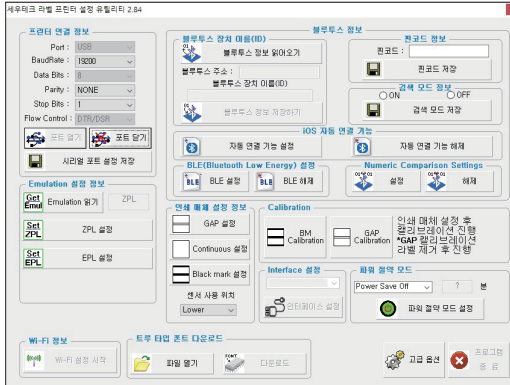 세우테크 라벨 프린터 설정 유틸리티 2.84
프린터 연결 정보
Port : USB
BaudRate : 19200
Data Bits : 8
Parity : NONE
Stop Bits : 1
Flow Control : DTR/DSR
포트 열기
포트 닫기
시리얼 포트 설정 저장
블루투스 정보
블루투스 장치 이름(ID)
블루투스 정보 읽어오기
블루투스 주소 :
블루투스 장치 이름(ID)
블루투스 정보 저장하기
핀코드 정보
핀코드 :
핀코드 저장
검색 모드 정보
ON OFF
검색 모드 저장
iOS 자동 연결 기능
자동 연결 기능 설정
자동 연결 기능 해제
BLE(Bluetooth Low Energy) 설정
BLE BLE 설정
BLE BLE 해제
Numeric Comparison Settings
설정
해제
Emulation 설정 정보
Get Emul Emulation 읽기
ZPL
Set ZPL ZPL 설정
Set EPL EPL 설정
인쇄 매체 설정 정보
GAP 설정
Continuous 설정
Black mark 설정
센서 사용 위치
Lower
Calibration
BM Calibration
GAP Calibration
인쇄 매체 설정 후
캘리브레이션 진행
*GAP 캘리브레이션
라벨 제거 후 진행
Interface 설정
인터페이스 설정
파워 절약 모드
Power Save Off
? 분
파워 절약 모드 설정
Wi-Fi 정보
Wi-Fi 설정 시작
트루 타입 폰트 다운로드
파일 열기
FONT 다운로드
고급 옵션
프로그램
종 료